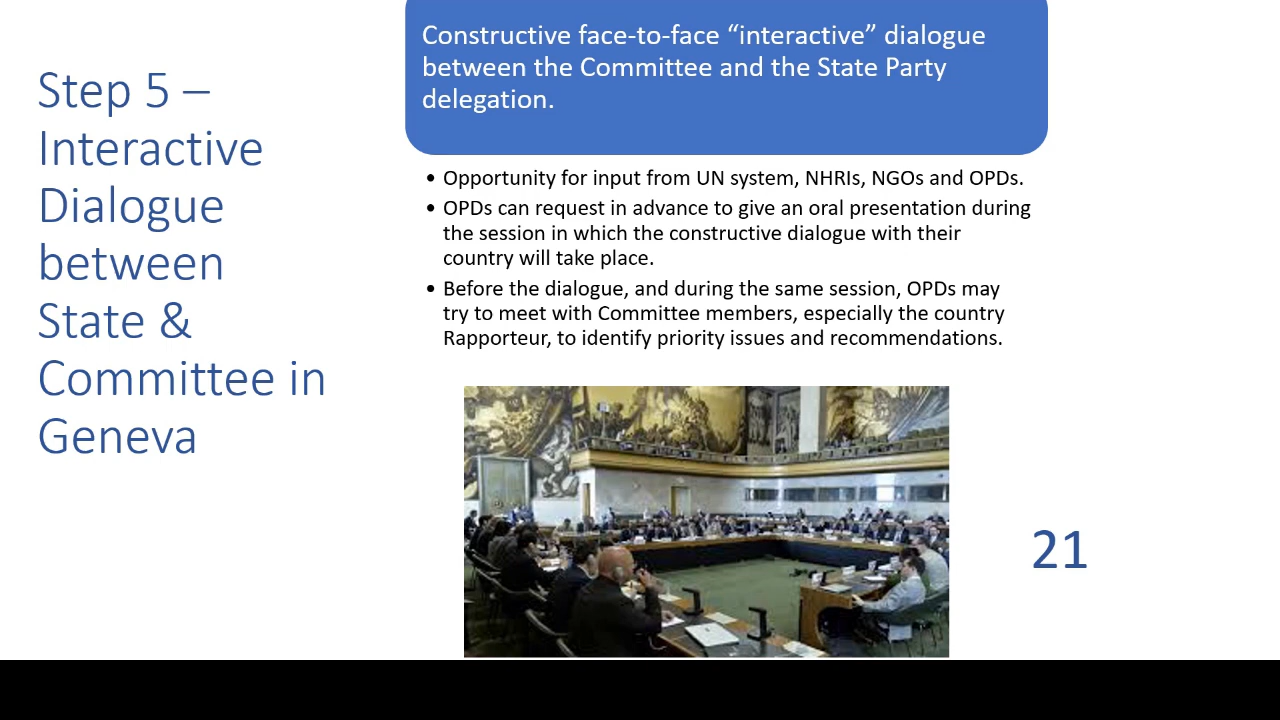 Step 5 –
Interactive
Dialogue
between
State &
Committee in
Geneva
Constructive face-to-face “interactive” dialogue
between the Committee and the State Party
delegation.
• Opportunity for input from UN system, NHRIs, NGOs and OPDs.
• OPDs can request in advance to give an oral presentation during
the session in which the constructive dialogue with their
country will take place.
• Before the dialogue, and during the same session, OPDs may
try to meet with Committee members, especially the country
Rapporteur, to identify priority issues and recommendations.
21